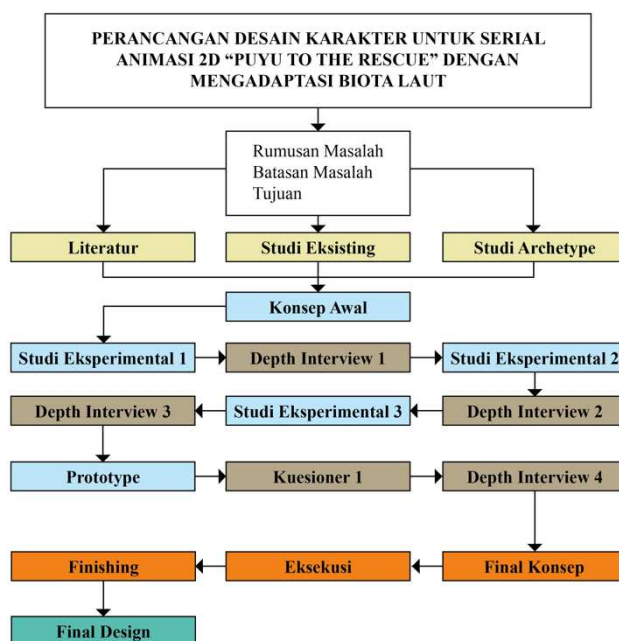 PERANCANGAN DESAIN KARAKTER UNTUK SERIAL
ANIMASI 2D “PUYU TO THE RESCUE” DENGAN
MENGADAPTASI BIOTA LAUT
Rumusan Masalah
Batasan Masalah
Tujuan
Literatur
Studi Eksisting
Studi Archetype
Konsep Awal
Studi Eksperimental 1
Depth Interview 1
Studi Eksperimental 2
Depth Interview 3
Studi Eksperimental 3
Depth Interview 2
Prototype
Kuesioner 1
Depth Interview 4
Finishing
Eksekusi
Final Konsep
Final Design